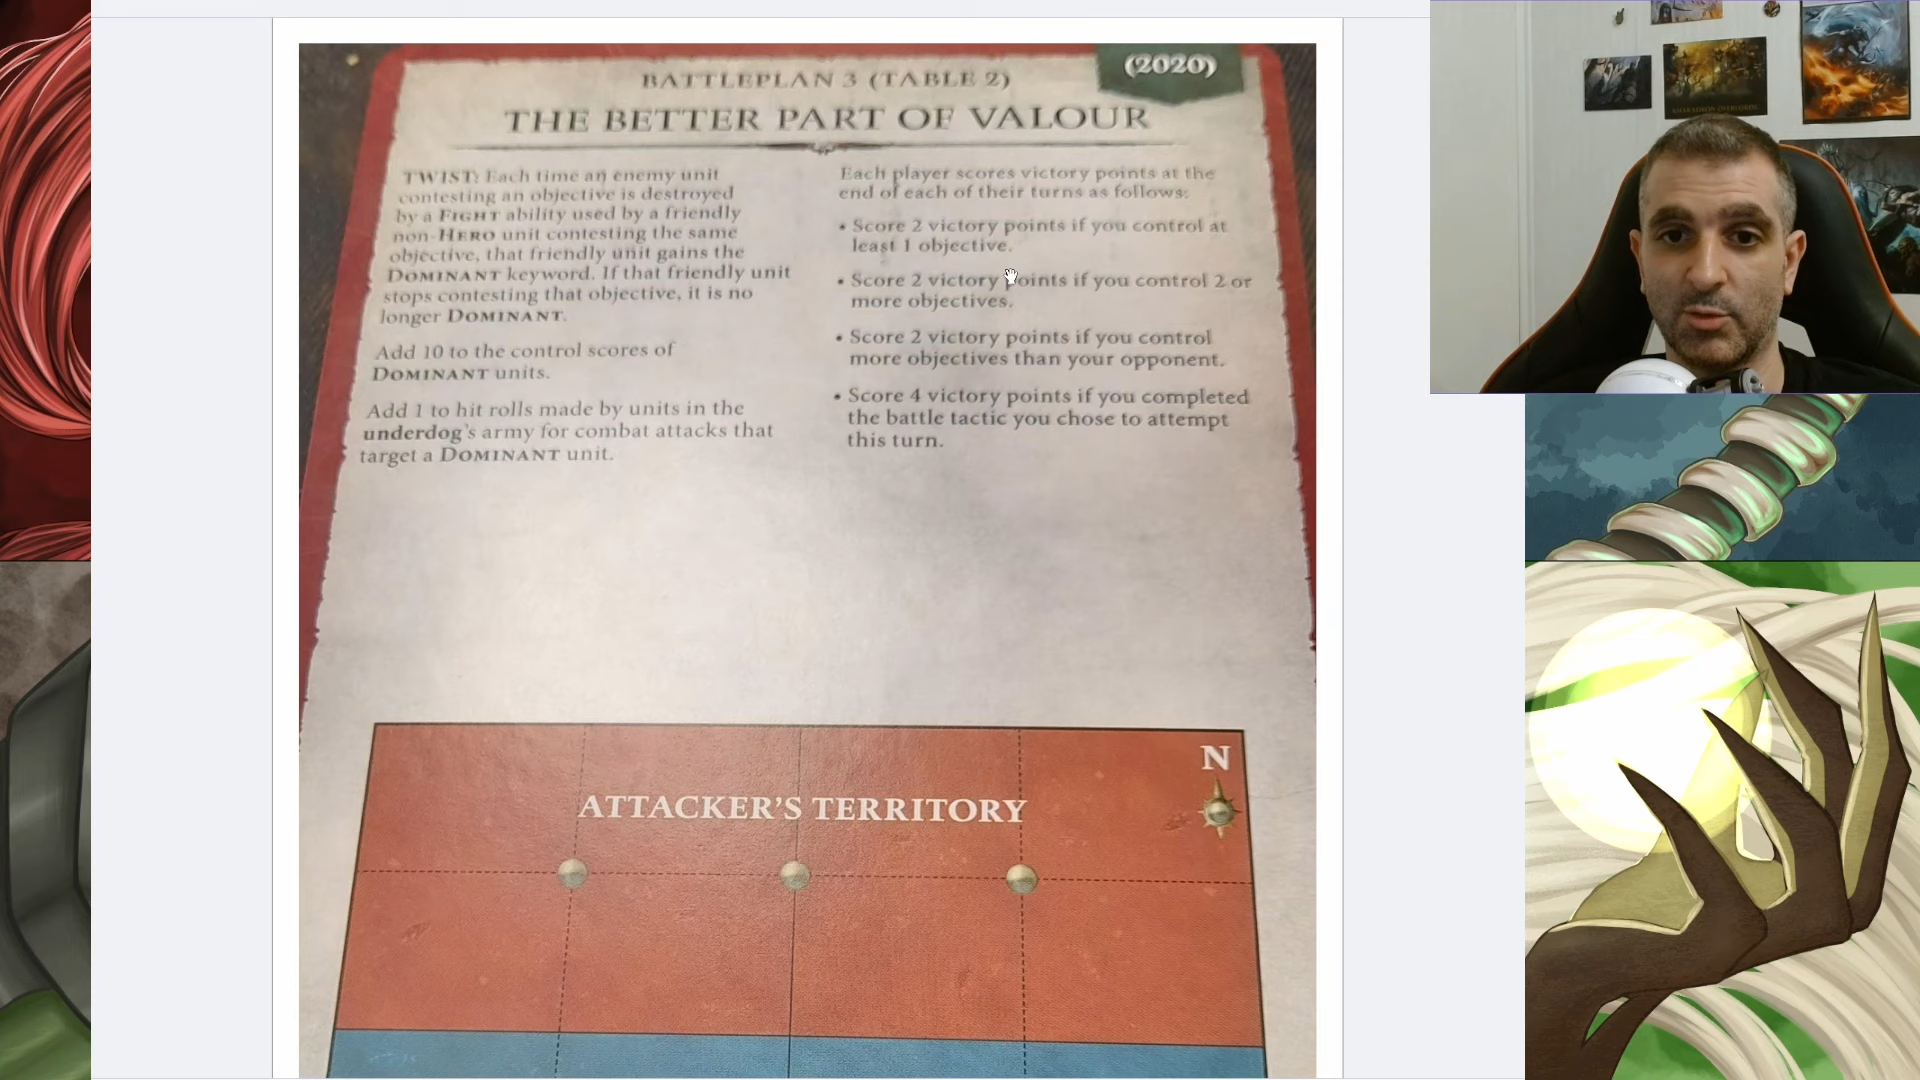 (2020)
BATTLEPLAN 3 (TABLE 2)
THE BETTER PART OF VALOUR
TWIST: Each time an enemy unit
contesting an objective is destroyed
by a FIGHT ability used by a friendly
non-HERO unit contesting the same
objective, that friendly unit gains the
DOMINANT keyword. If that friendly unit
stops contesting that objective, it is no
longer DOMINANT.
Add 10 to the control scores of
DOMINANT units.
Add 1 to hit rolls made by units in the
underdog's army for combat attacks that
target a DOMINANT unit.
Each player scores victory points at the
end of each of their turns as follows:
• Score 2 victory points if you control at
least 1 objective.
• Score 2 victory points if you control 2 or
more objectives.
• Score 2 victory points if you control
more objectives than your opponent.
• Score 4 victory points if you completed
the battle tactic you chose to attempt
this turn.
N
ATTACKER'S TERRITORY